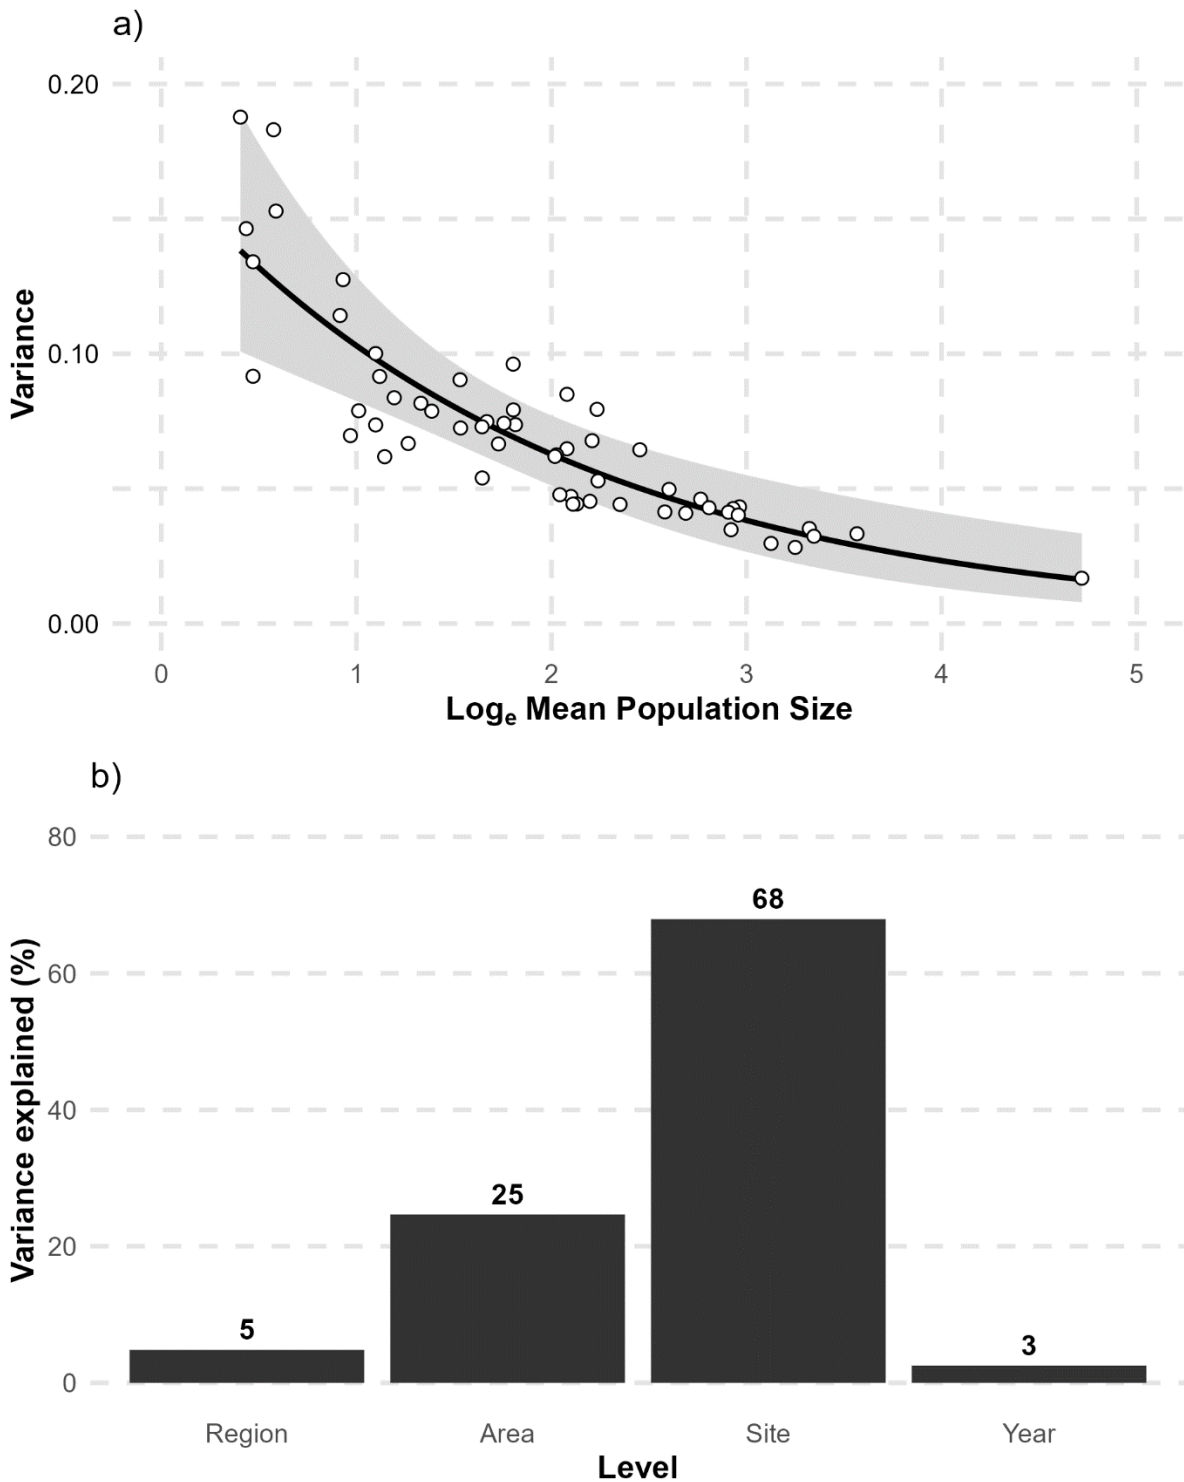 a)
0.20
0.10
0.00
Variance
0 1 2 3 4 5
Logₑ Mean Population Size
b)
80
60
40
20
0
Variance explained (%)
5
25
68
3
Region Area Site Year
Level